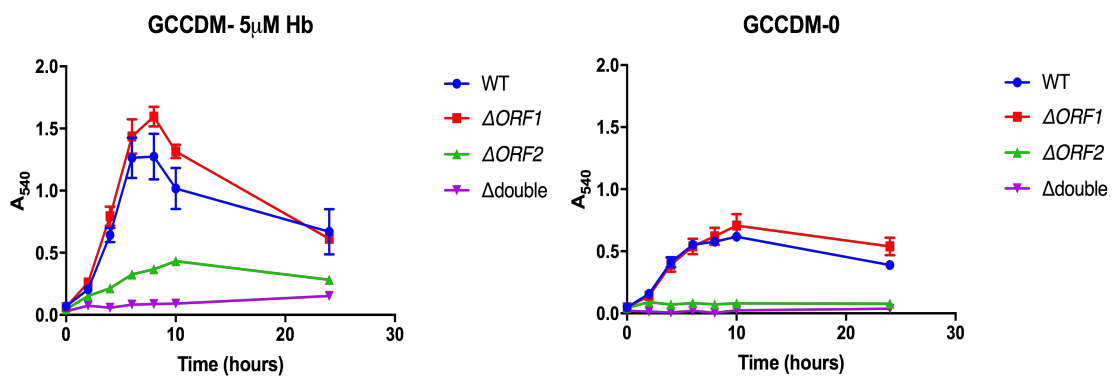 GCCDM- 5μM Hb
2.0
1.5
1.0
0.5
0.0
A540
0
10
20
30
Time (hours)
WT
ΔORF1
ΔORF2
Δdouble
GCCDM-0
2.0
1.5
1.0
0.5
0.0
A540
0
10
20
30
Time (hours)
WT
ΔORF1
ΔORF2
Δdouble